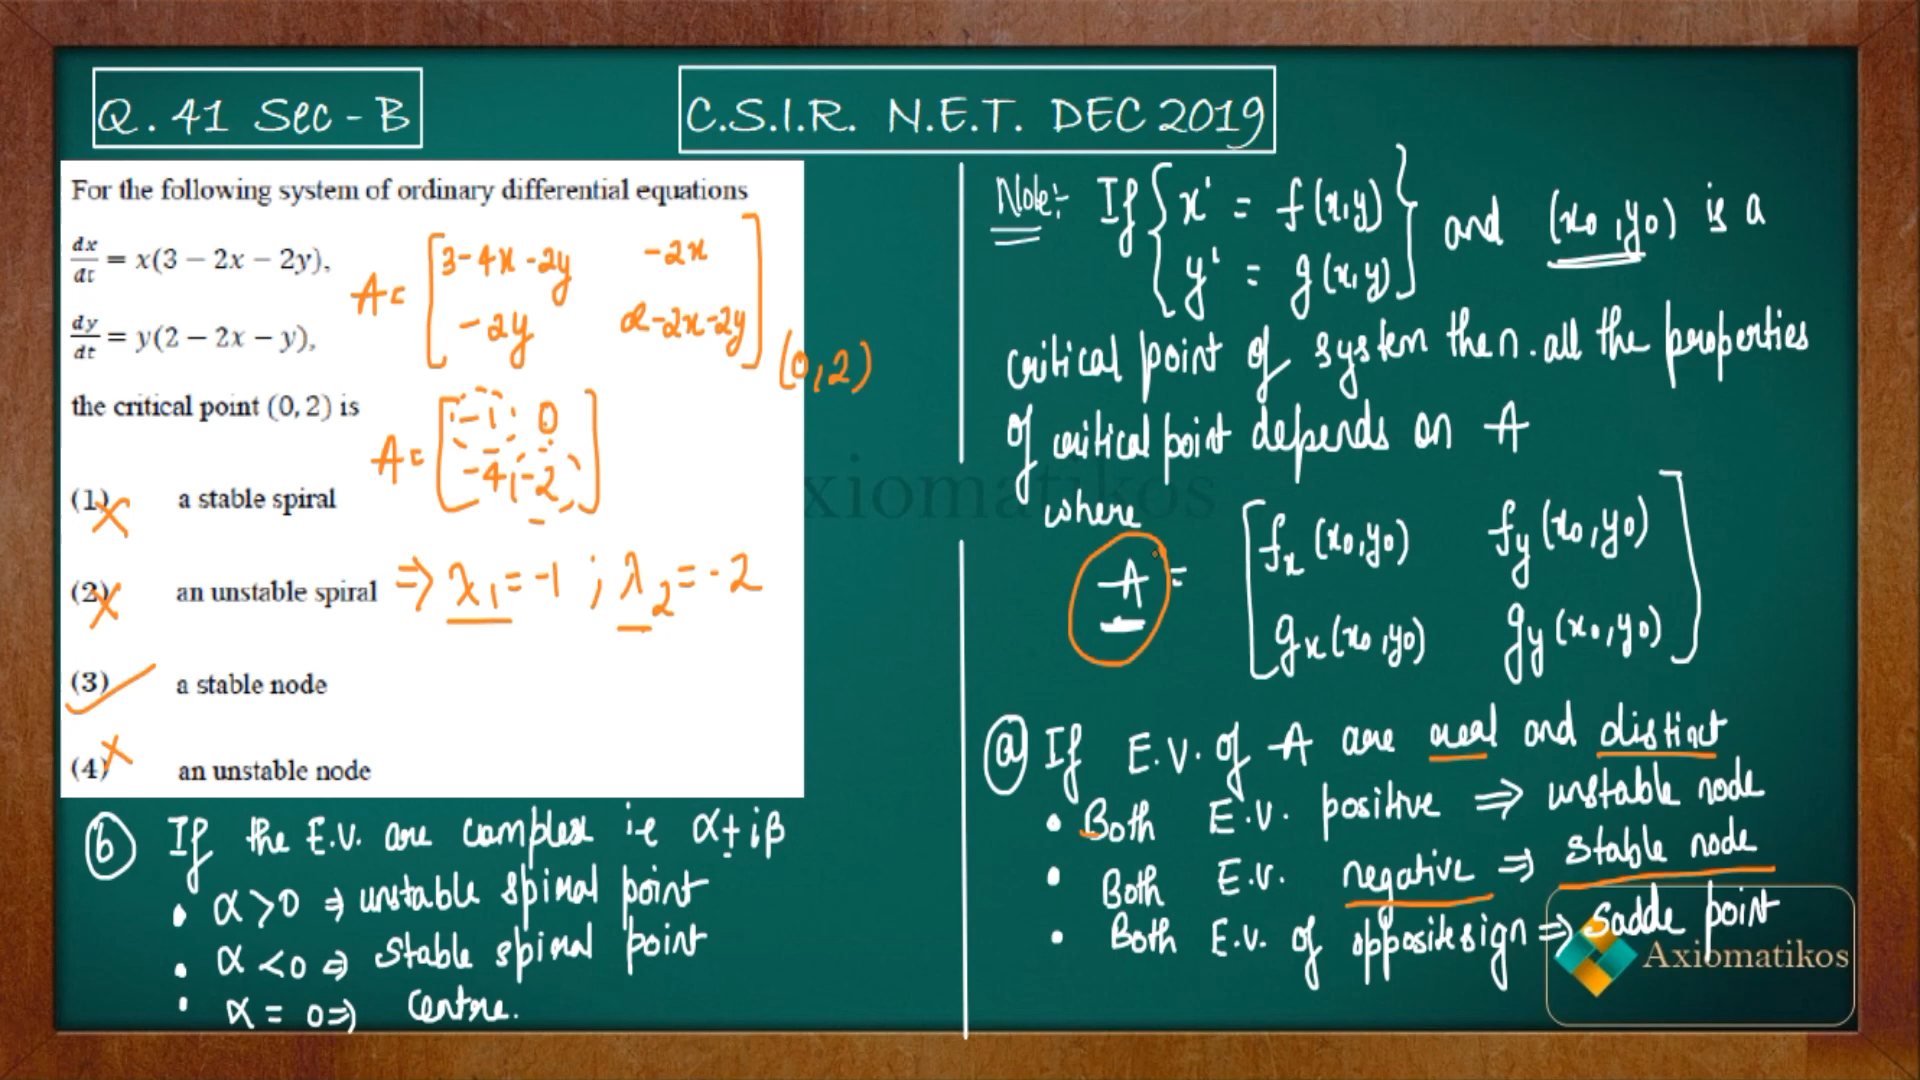 Q. 41 Sec - B
C.S.I.R. N.E.T. DEC 2019
For the following system of ordinary differential equations
dx/dt = x(3 − 2x − 2y),
dy/dt = y(2 − 2x − y),
the critical point (0, 2) is
(1) a stable spiral
(2) an unstable spiral
(3) a stable node
(4) an unstable node
A = [3-4x-2y -2x
-2y 2-2x-2y] (0,2)
A = [-1 0
-4 -2]
⇒ λ1 = -1 ; λ2 = -2
(b) If the E.V. are complex i.e α ± iβ
• α > 0 ⇒ unstable spiral point
• α < 0 ⇒ stable spiral point
• α = 0 ⇒ centre.
Note:- If { x' = f(x,y)
y' = g(x,y) } and (x0,y0) is a
critical point of system then. all the properties
of critical point depends on A
where
A = [fx(x0,y0) fy(x0,y0)
gx(x0,y0) gy(x0,y0)]
(a) If E.V. of A are real and distinct
• Both E.V. positive ⇒ unstable node
• Both E.V. negative ⇒ stable node
• Both E.V. of opposite sign ⇒ sadde point
Axiomatikos
xiomatikos